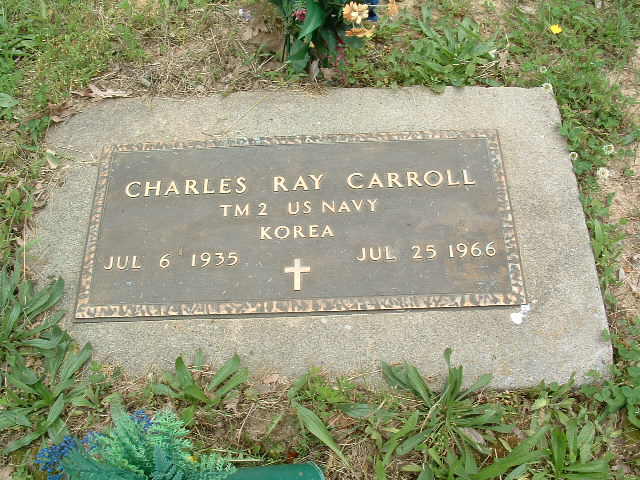 CHARLES RAY CARROLL
TM2 US NAVY
KOREA
JUL 6 1935 JUL 25 1966